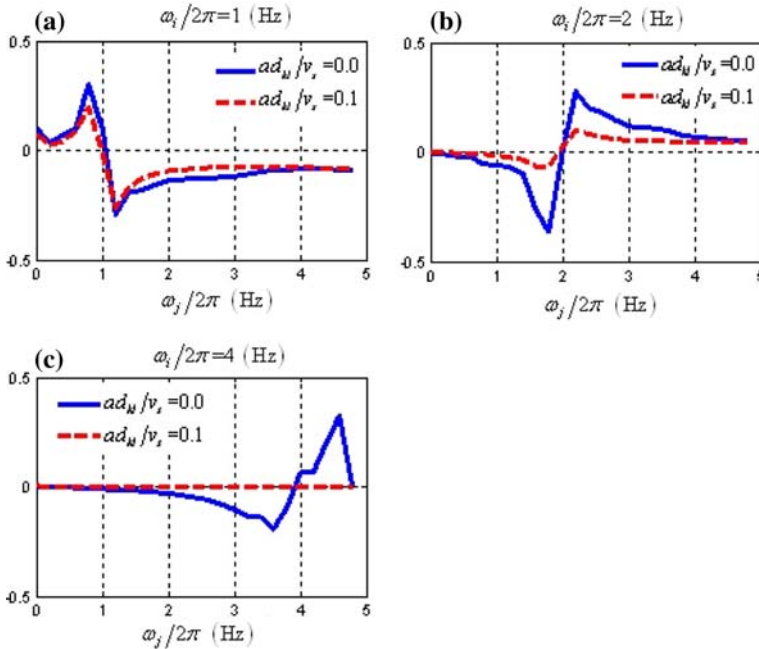 (a) ω_i/2π=1 (Hz)
0.5
ad_kl/v_s=0.0
ad_kl/v_s=0.1
0
-0.5
0 1 2 3 4 5
ω_j/2π (Hz)
(b) ω_i/2π=2 (Hz)
0.5
ad_kl/v_s=0.0
ad_kl/v_s=0.1
0
-0.5
0 1 2 3 4 5
ω_j/2π (Hz)
(c) ω_i/2π=4 (Hz)
0.5
ad_kl/v_s=0.0
ad_kl/v_s=0.1
0
-0.5
0 1 2 3 4 5
ω_j/2π (Hz)